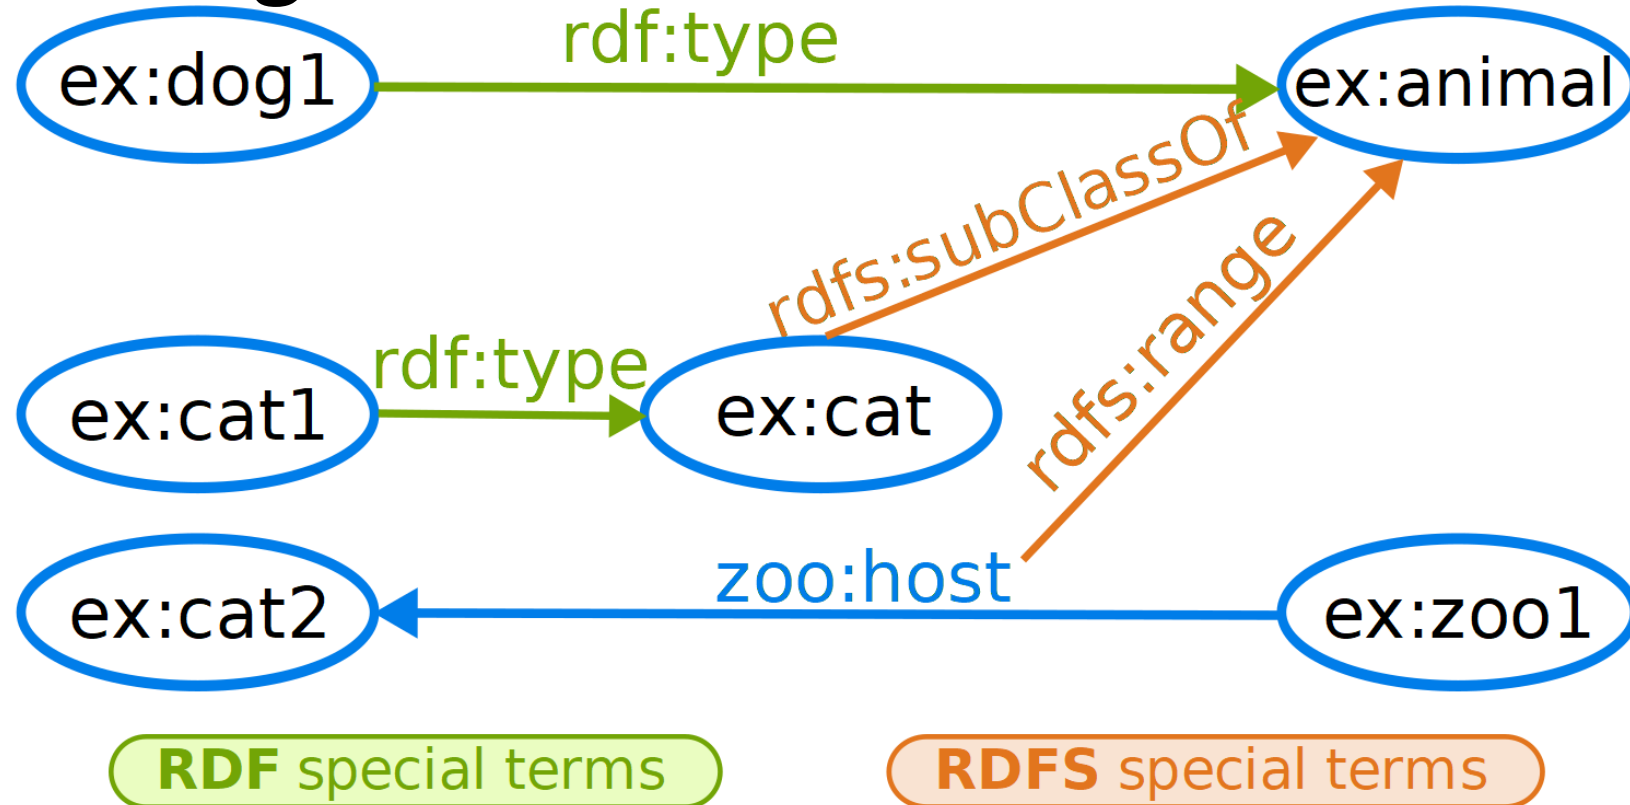 rdf:type
ex:dog1
ex:animal
rdfs:subClassOf
rdfs:range
rdf:type
ex:cat1
ex:cat
zoo:host
ex:cat2
ex:zoo1
RDF special terms
RDFS special terms